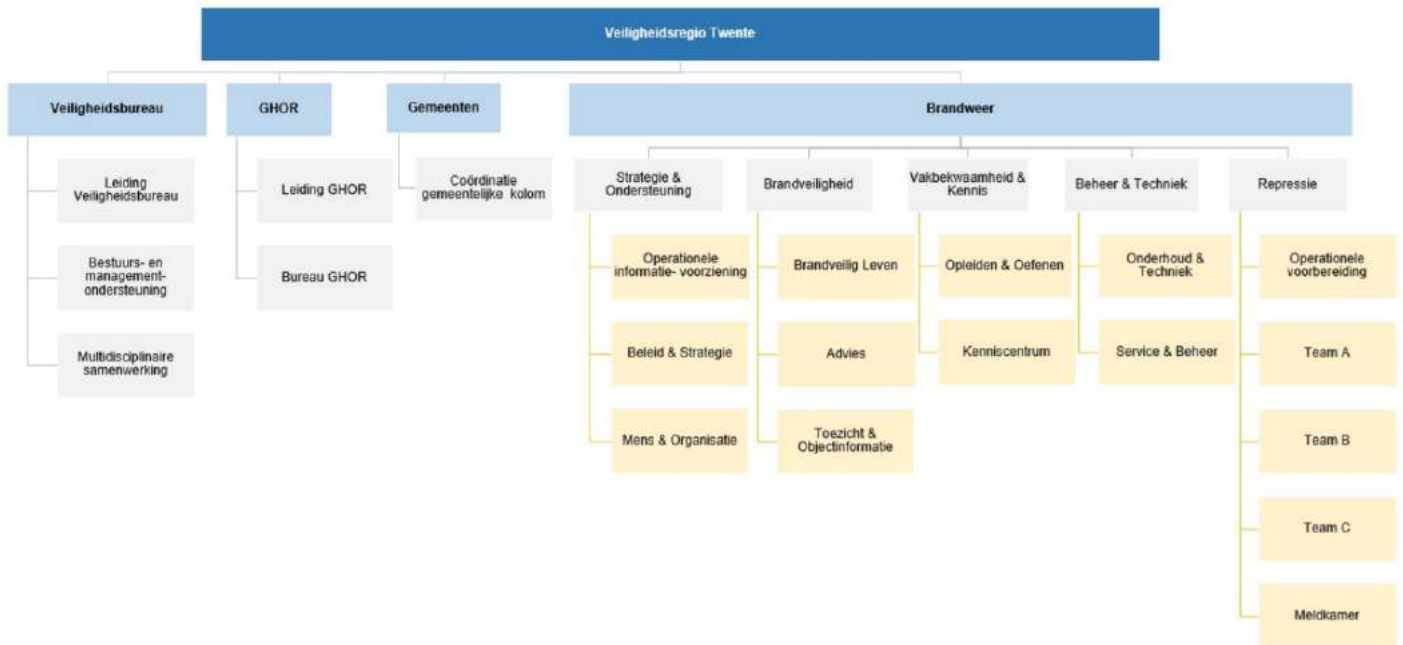 Veiligheidsregio Twente
Veiligheidsbureau
GHOR
Gemeenten
Brandweer
Leiding
Veiligheidsbureau
Bestuurs- en
management-
ondersteuning
Multidisciplinaire
samenwerking
Leiding GHOR
Bureau GHOR
Coördinatie
gemeentelijke kolom
Strategie &
Ondersteuning
Operationele
informatie- voorziening
Beleid & Strategie
Mens & Organisatie
Brandveiligheid
Brandveilig Leven
Advies
Toezicht &
Objectinformatie
Vakbekwaamheid &
Kennis
Opleiden & Oefenen
Kenniscentrum
Beheer & Techniek
Onderhoud &
Techniek
Service & Beheer
Repressie
Operationele
voorbereiding
Team A
Team B
Team C
Meldkamer